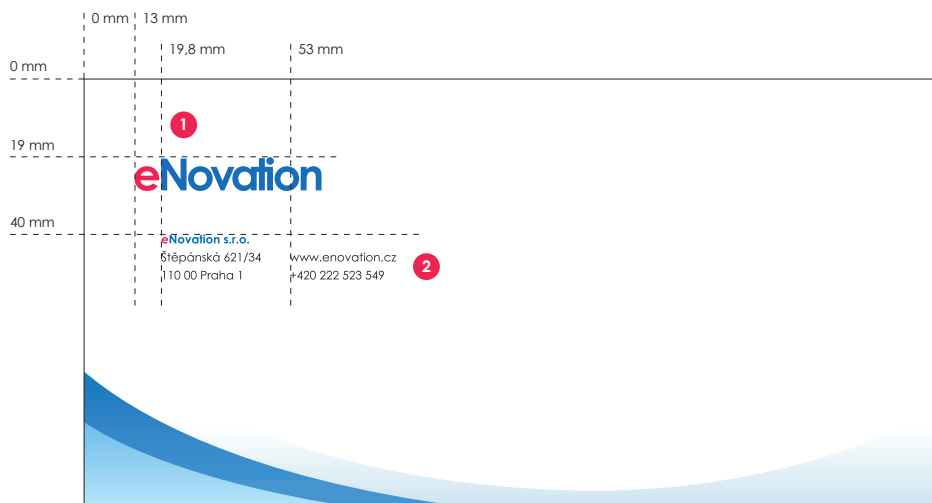 0 mm 13 mm
19,8 mm 53 mm
0 mm
1
19 mm
eNovation
40 mm
eNovation s.r.o.
Štěpánská 621/34 www.enovation.cz
2
110 00 Praha 1 +420 222 523 549